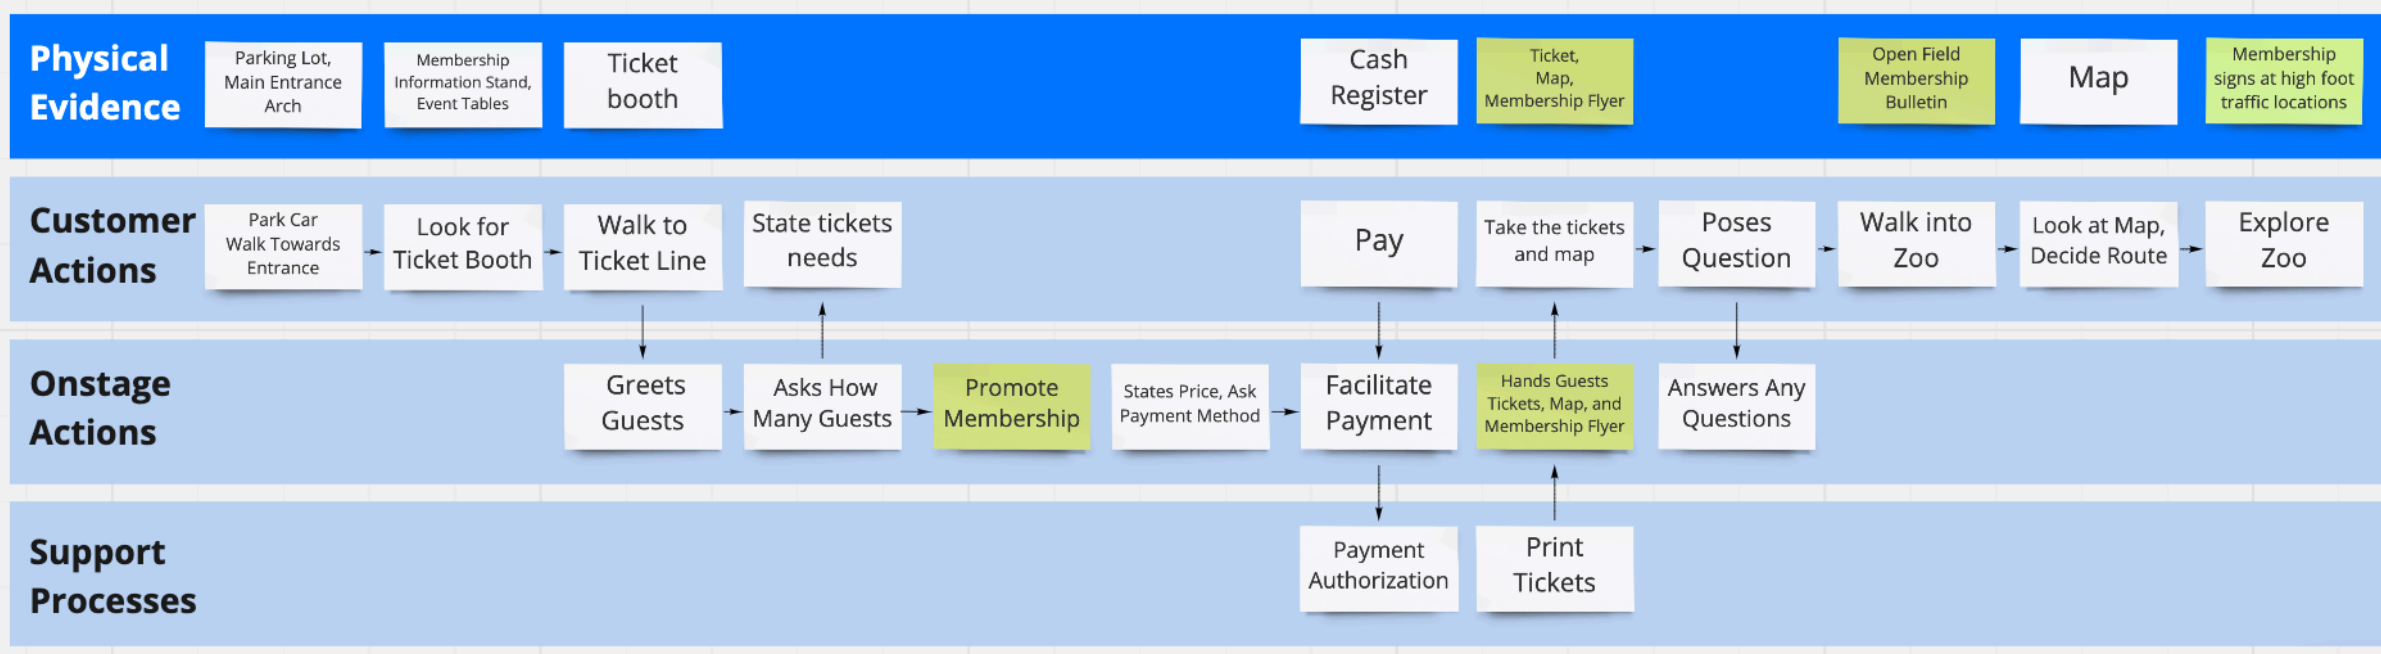 Physical
Evidence
Parking Lot,
Main Entrance
Arch
Membership
Information Stand,
Event Tables
Ticket
booth
Cash
Register
Ticket,
Map,
Membership Flyer
Open Field
Membership
Bulletin
Map
Membership
signs at high foot
traffic locations
Customer
Actions
Park Car
Walk Towards
Entrance
Look for
Ticket Booth
Walk to
Ticket Line
State tickets
needs
Pay
Take the tickets
and map
Poses
Question
Walk into
Zoo
Look at Map,
Decide Route
Explore
Zoo
Onstage
Actions
Greets
Guests
Asks How
Many Guests
Promote
Membership
States Price, Ask
Payment Method
Facilitate
Payment
Hands Guests
Tickets, Map, and
Membership Flyer
Answers Any
Questions
Support
Processes
Payment
Authorization
Print
Tickets